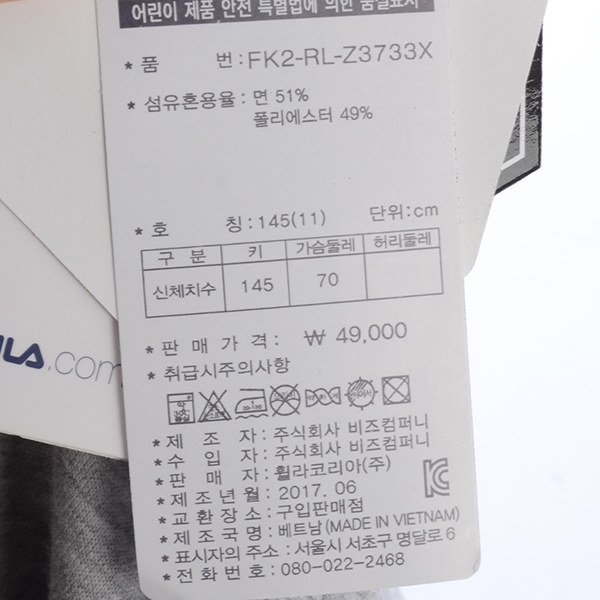 어린이 제품 안전 특별법에 의한 품질표시
* 품 번: FK2-RL-Z3733X
* 섬유혼용율: 면 51%
폴리에스터 49%
* 호 칭: 145(11) 단위: cm
구 분 키 가슴둘레 허리둘레
신체치수 145 70
* 판 매 가 격: ₩ 49,000
* 취급시주의사항
* 제 조 자: 주식회사 비즈컴퍼니
* 수 입 자: 주식회사 비즈컴퍼니
* 판 매 자: 휠라코리아(주)
* 제 조 년 월: 2017. 06
* 교 환 장 소: 구입판매점
* 제 조 국 명: 베트남(MADE IN VIETNAM)
* 표시자의 주소: 서울시 서초구 명달로 6
* 전 화 번 호: 080-022-2468
ILA.com